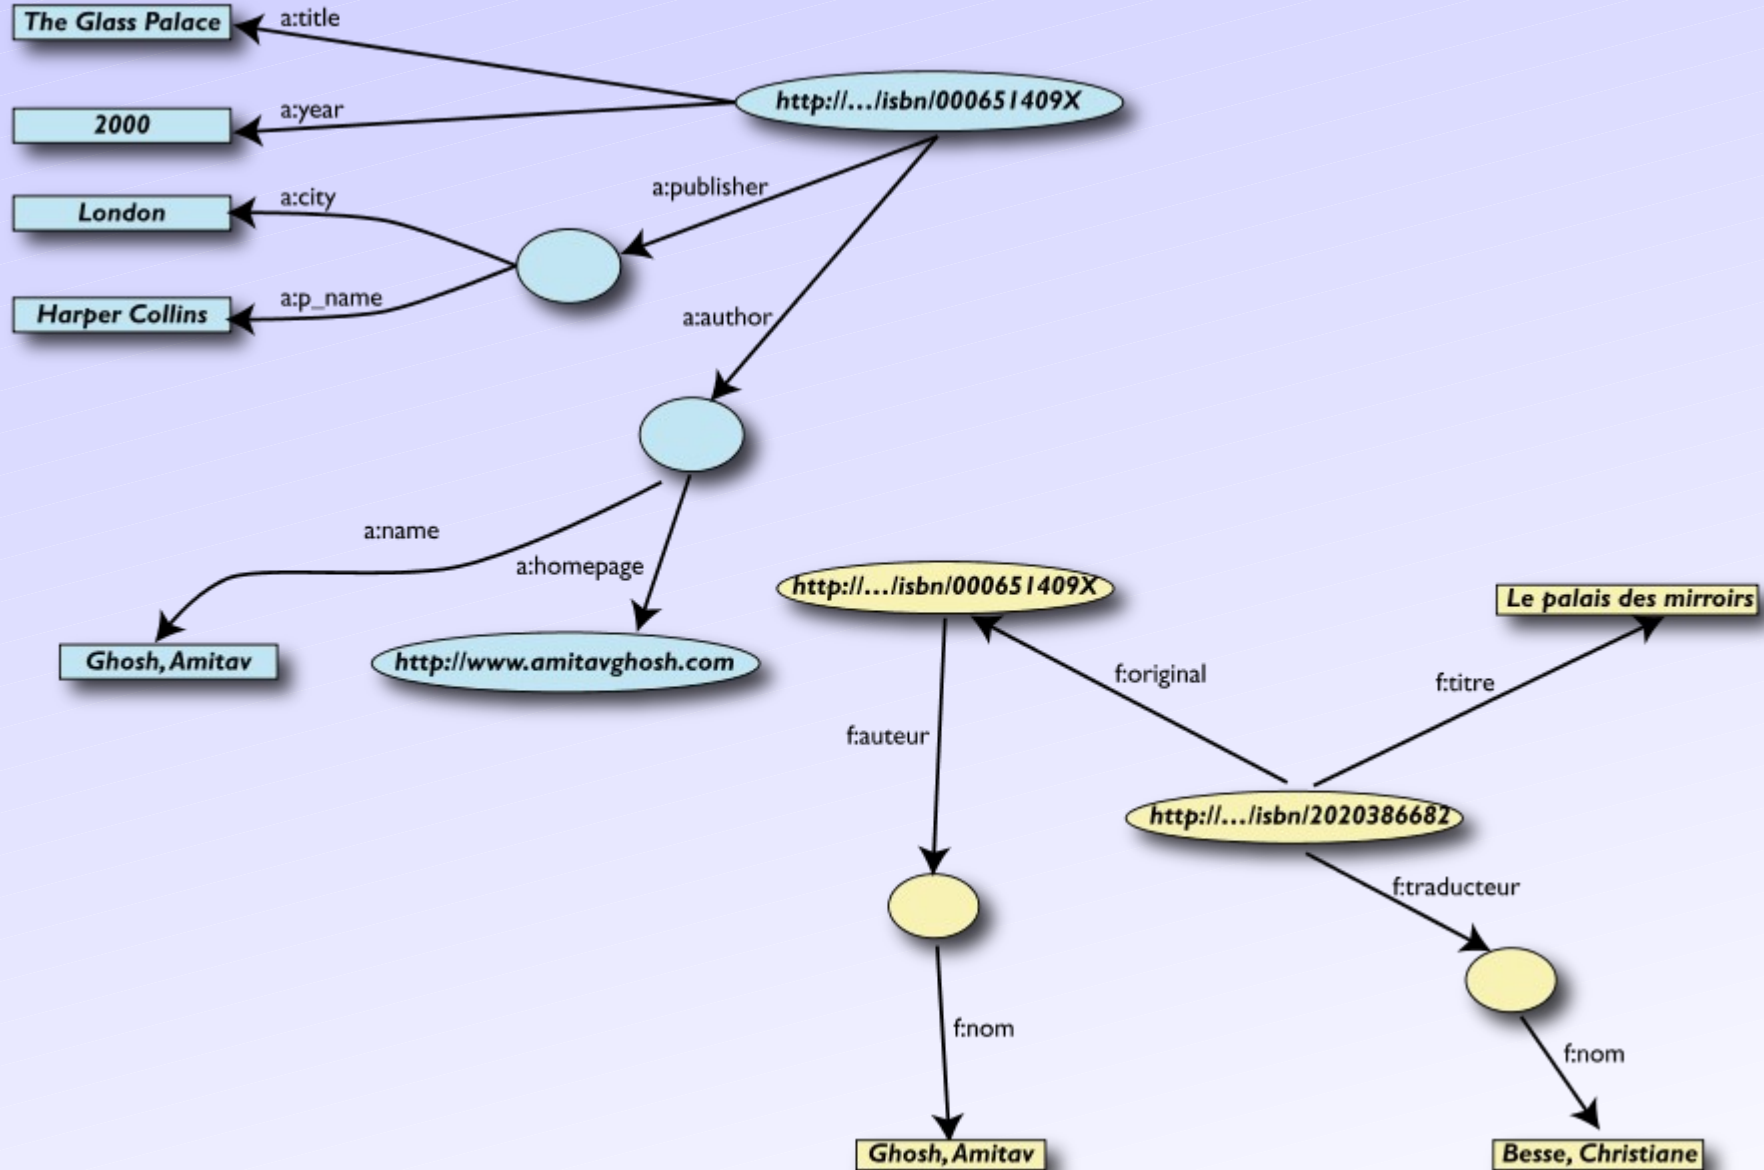 The Glass Palace
a:title
http://.../isbn/000651409X
2000
a:year
a:publisher
London
a:city
Harper Collins
a:p_name
a:author
a:name
a:homepage
Ghosh, Amitav
http://www.amitavghosh.com
http://.../isbn/000651409X
Le palais des mirroirs
f:original
f:titre
f:auteur
http://.../isbn/2020386682
f:traducteur
f:nom
f:nom
Ghosh, Amitav
Besse, Christiane